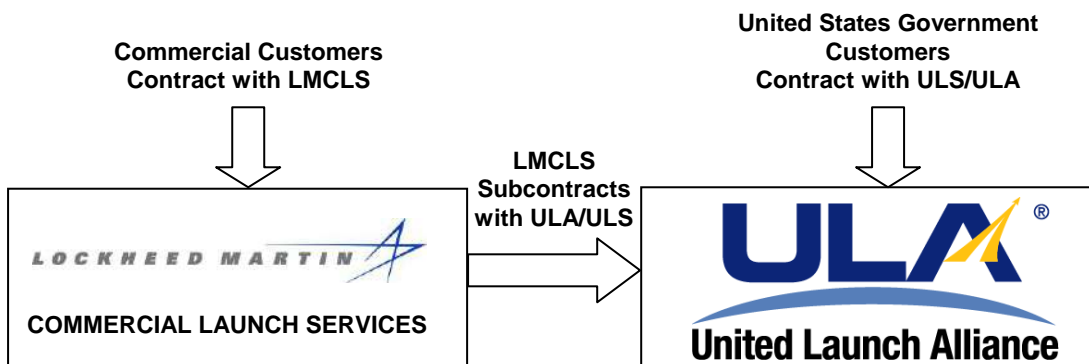 Commercial Customers
Contract with LMCLS
United States Government
Customers
Contract with ULS/ULA
LMCLS
Subcontracts
with ULA/ULS
LOCKHEED MARTIN
COMMERCIAL LAUNCH SERVICES
ULA®
United Launch Alliance